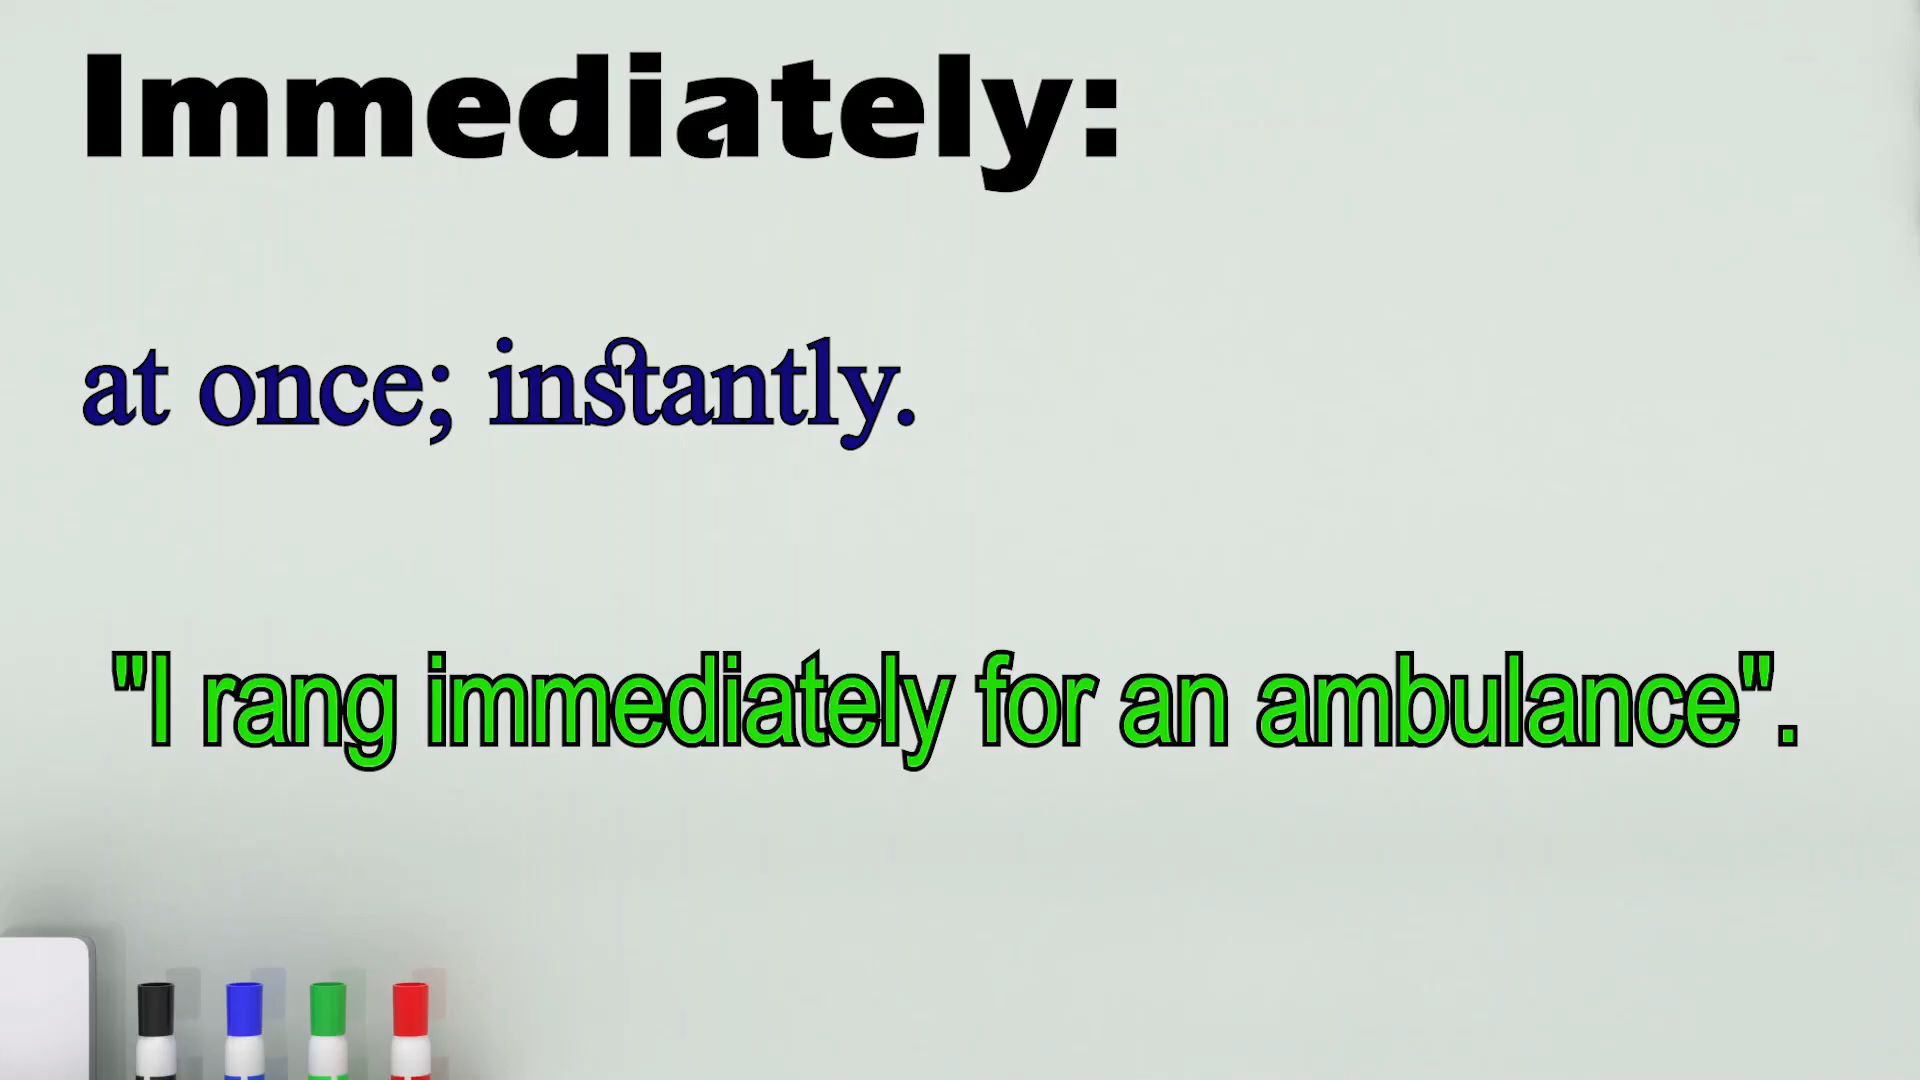 Immediately:
at once; instantly.
"I rang immediately for an ambulance".